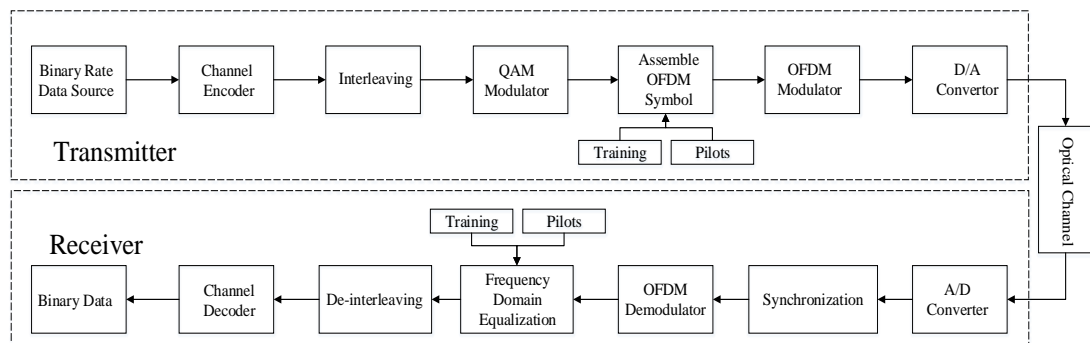 Binary Rate
Data Source
Channel
Encoder
Interleaving
QAM
Modulator
Assemble
OFDM
Symbol
OFDM
Modulator
D/A
Convertor
Training
Pilots
Transmitter
Optical Channel
Receiver
Training
Pilots
Binary Data
Channel
Decoder
De-interleaving
Frequency
Domain
Equalization
OFDM
Demodulator
Synchronization
A/D
Converter